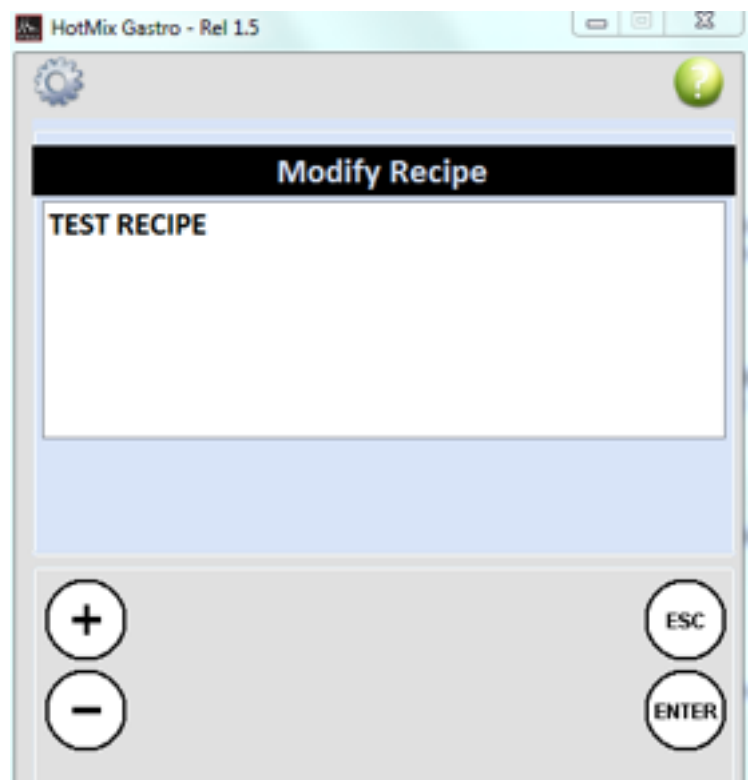 HotMix Gastro - Rel 1.5
?
Modify Recipe
TEST RECIPE
+
ESC
-
ENTER